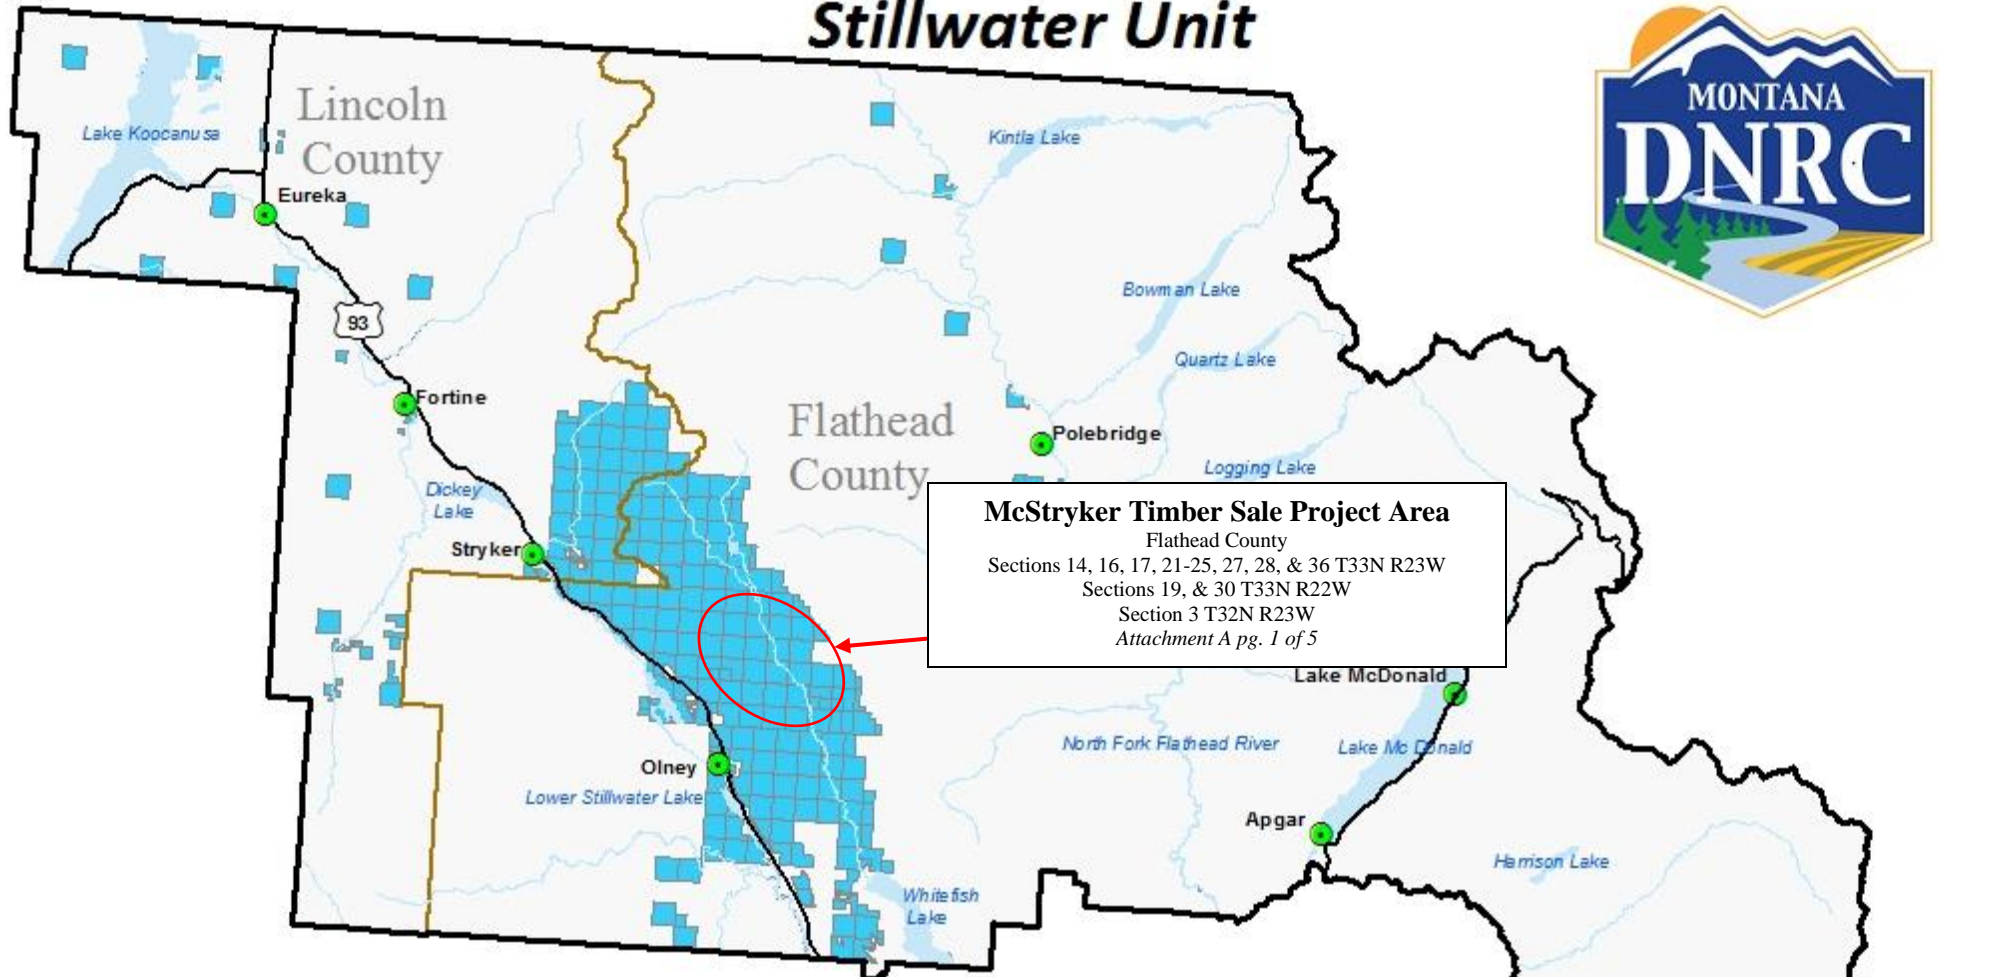 Stillwater Unit
MONTANA
DNRC
Lincoln
County
Lake Koocanusa
Kintla Lake
Eureka
Bowman Lake
93
Quartz Lake
Fortine
Flathead
County
Polebridge
Logging Lake
Dickey
Lake
Stryker
McStryker Timber Sale Project Area
Flathead County
Sections 14, 16, 17, 21-25, 27, 28, & 36 T33N R23W
Sections 19, & 30 T33N R22W
Section 3 T32N R23W
Attachment A pg. 1 of 5
Lake McDonald
North Fork Flathead River
Lake Mc Donald
Olney
Lower Stillwater Lake
Apgar
Harrison Lake
Whitefish
Lake